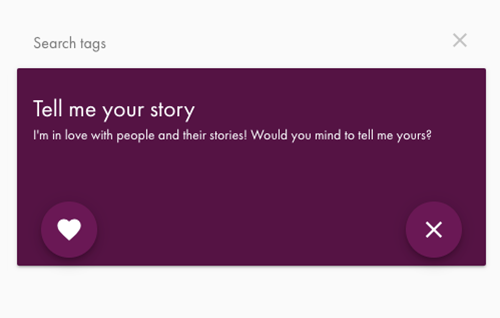 Search tags
Tell me your story
I'm in love with people and their stories! Would you mind to tell me yours?